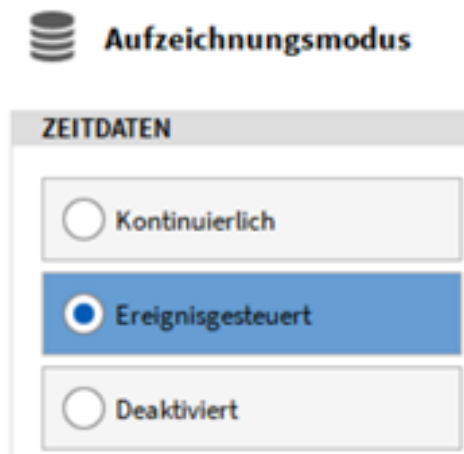 Aufzeichnungsmodus
ZEITDATEN
Kontinuierlich
Ereignisgesteuert
Deaktiviert